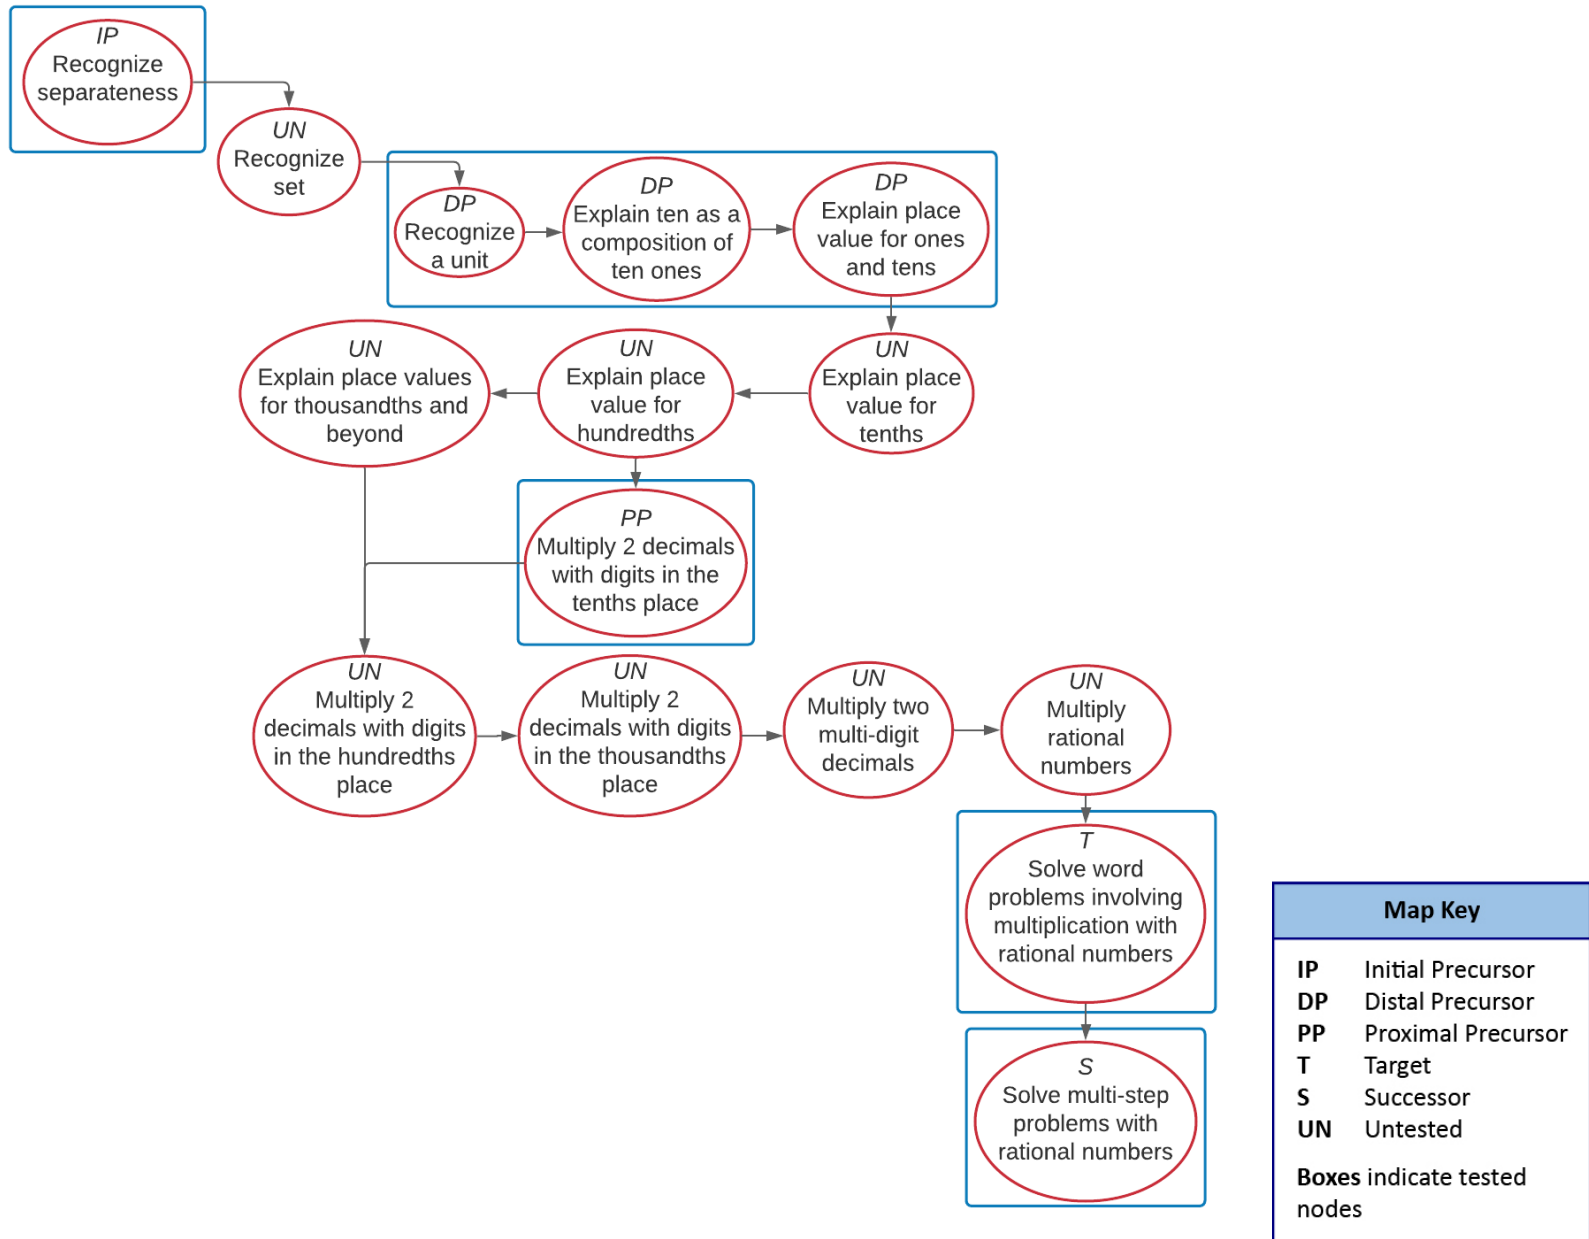 IP
Recognize
separateness
UN
Recognize
set
DP
Recognize
a unit
DP
Explain ten as a
composition of
ten ones
DP
Explain place
value for ones
and tens
UN
Explain place values
for thousandths and
beyond
UN
Explain place
value for
hundredths
UN
Explain place
value for
tenths
PP
Multiply 2 decimals
with digits in the
tenths place
UN
Multiply 2
decimals with digits
in the hundredths
place
UN
Multiply 2
decimals with digits
in the thousandths
place
UN
Multiply two
multi-digit
decimals
UN
Multiply
rational
numbers
T
Solve word
problems involving
multiplication with
rational numbers
S
Solve multi-step
problems with
rational numbers
Map Key
IP Initial Precursor
DP Distal Precursor
PP Proximal Precursor
T Target
S Successor
UN Untested
Boxes indicate tested
nodes